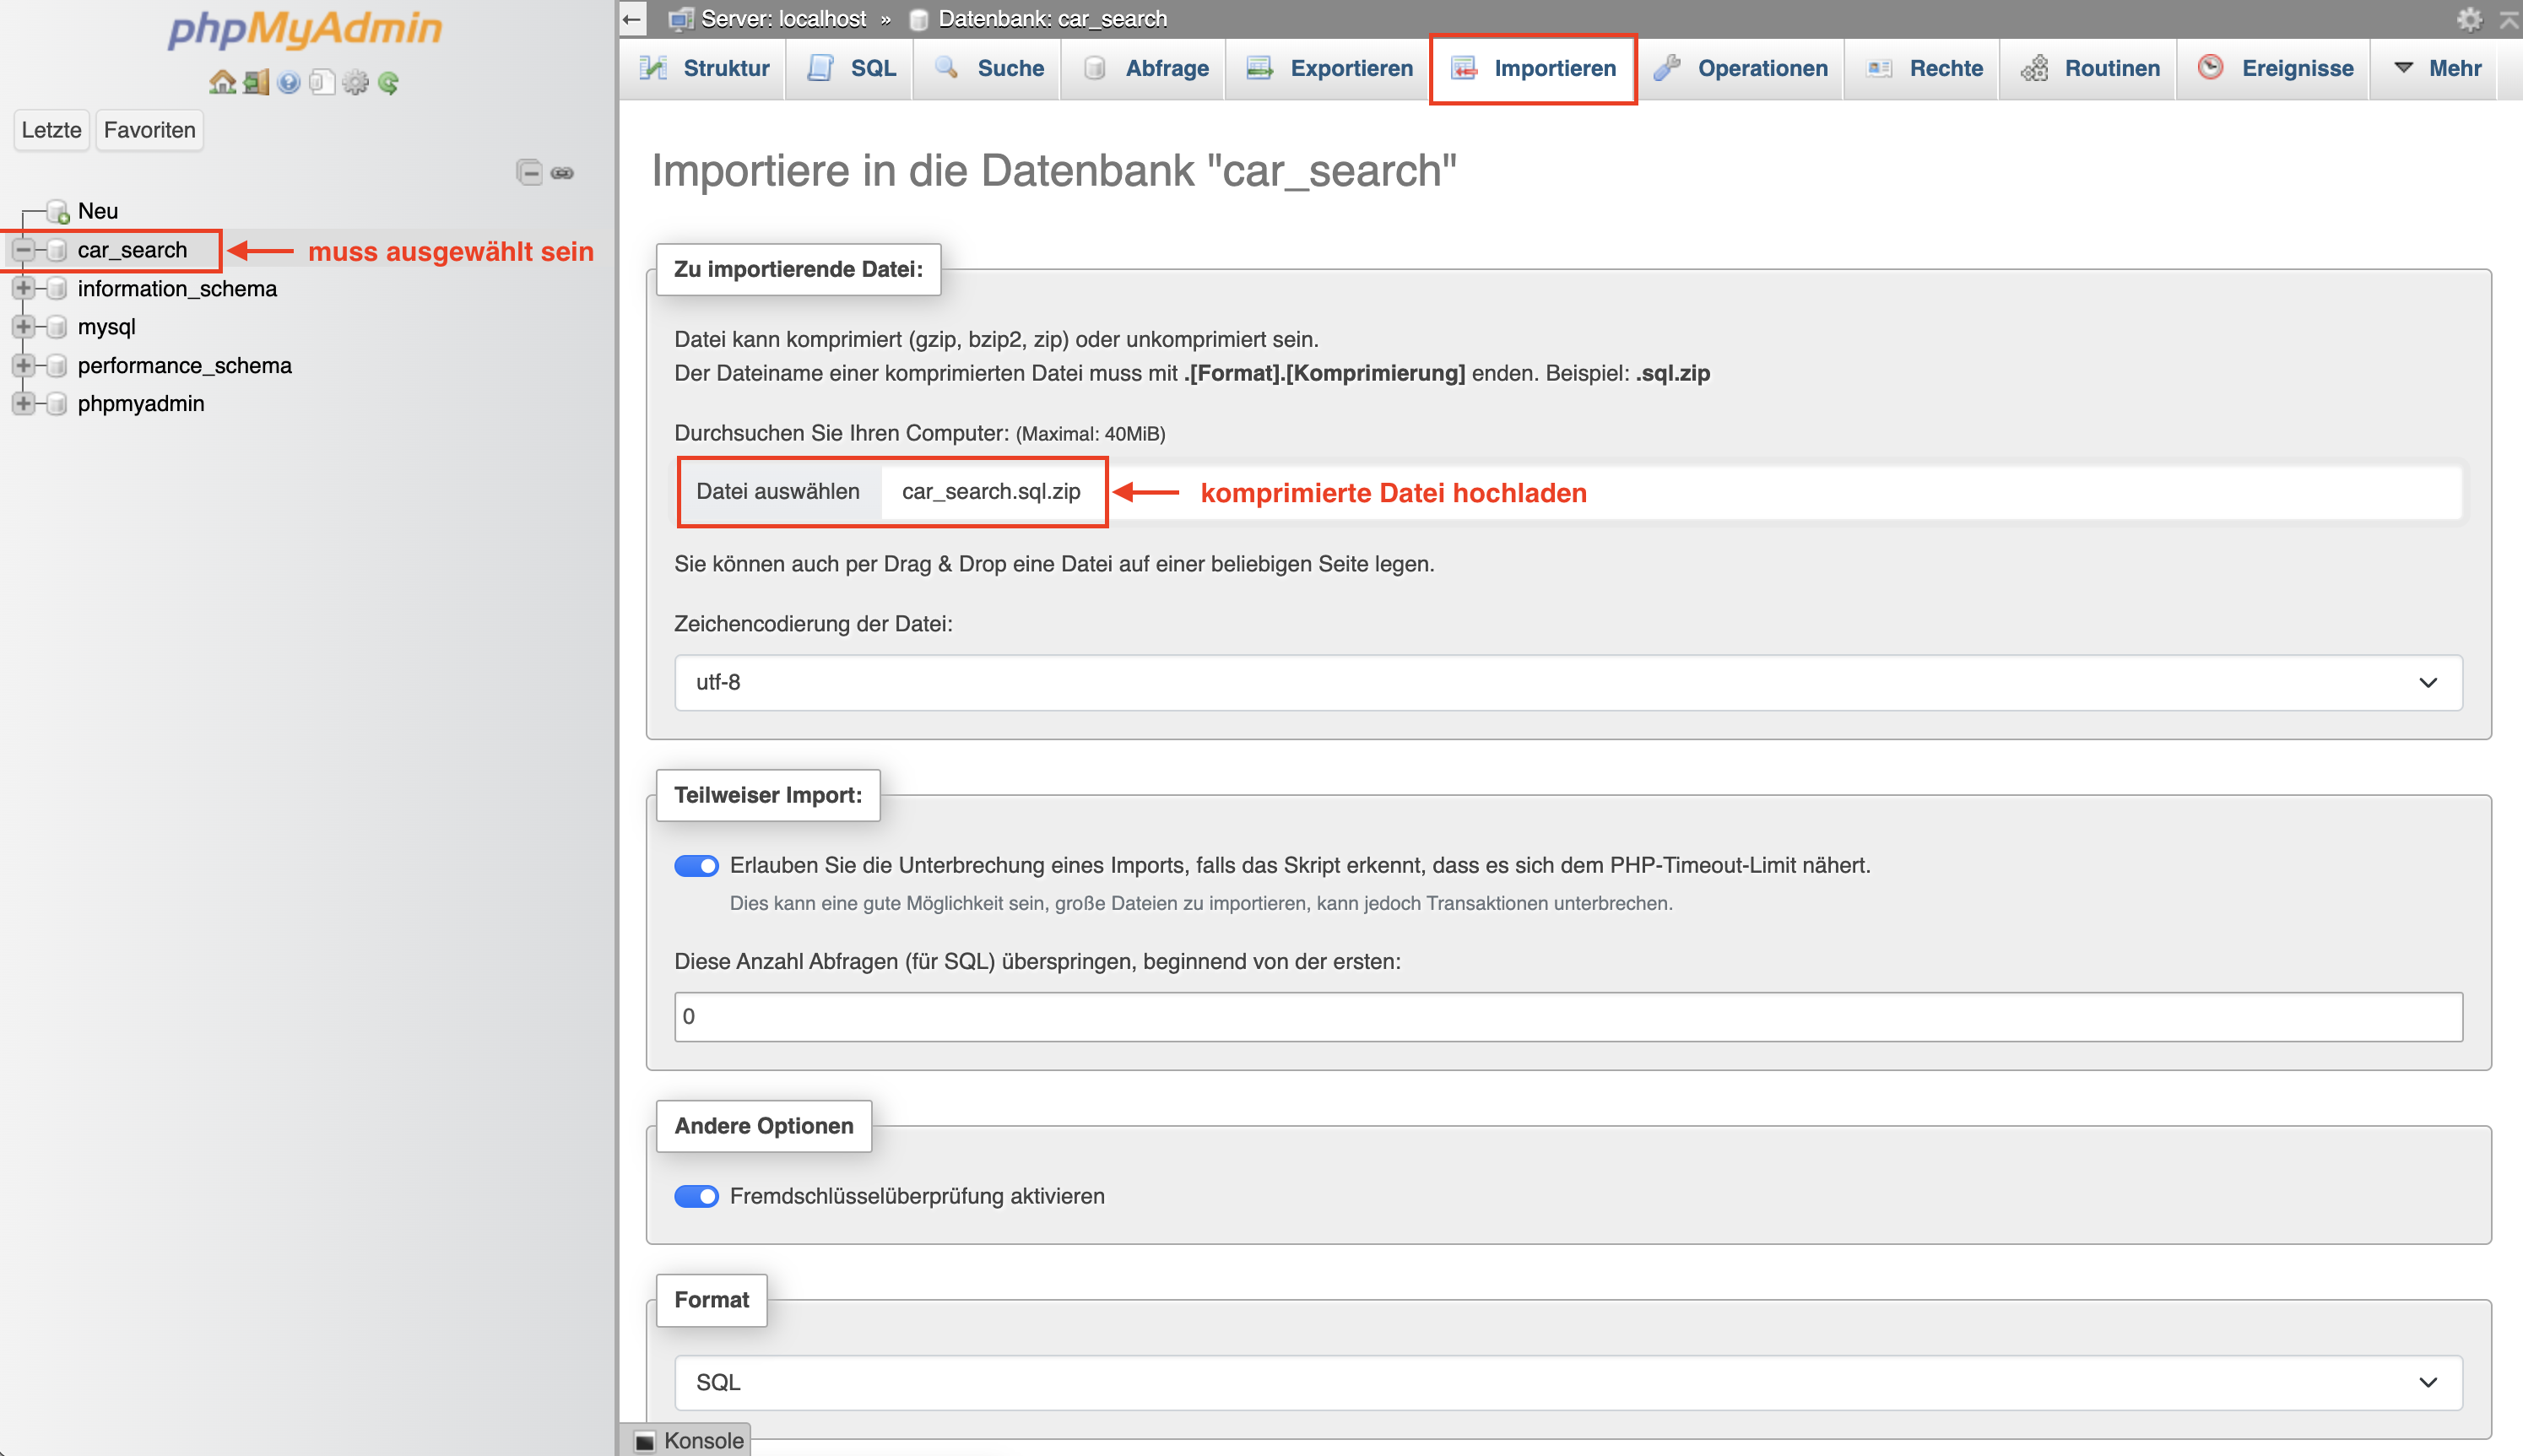 phpMyAdmin
Letzte Favoriten
Neu
car_search muss ausgewählt sein
information_schema
mysql
performance_schema
phpmyadmin
Server: localhost » Datenbank: car_search
Struktur SQL Suche Abfrage Exportieren Importieren Operationen Rechte Routinen Ereignisse Mehr
Importiere in die Datenbank "car_search"
Zu importierende Datei:
Datei kann komprimiert (gzip, bzip2, zip) oder unkomprimiert sein.
Der Dateiname einer komprimierten Datei muss mit .[Format].[Komprimierung] enden. Beispiel: .sql.zip
Durchsuchen Sie Ihren Computer: (Maximal: 40MiB)
Datei auswählen car_search.sql.zip komprimierte Datei hochladen
Sie können auch per Drag & Drop eine Datei auf einer beliebigen Seite legen.
Zeichencodierung der Datei:
utf-8
Teilweiser Import:
Erlauben Sie die Unterbrechung eines Imports, falls das Skript erkennt, dass es sich dem PHP-Timeout-Limit nähert.
Dies kann eine gute Möglichkeit sein, große Dateien zu importieren, kann jedoch Transaktionen unterbrechen.
Diese Anzahl Abfragen (für SQL) überspringen, beginnend von der ersten:
0
Andere Optionen
Fremdschlüsselüberprüfung aktivieren
Format
SQL
Konsole